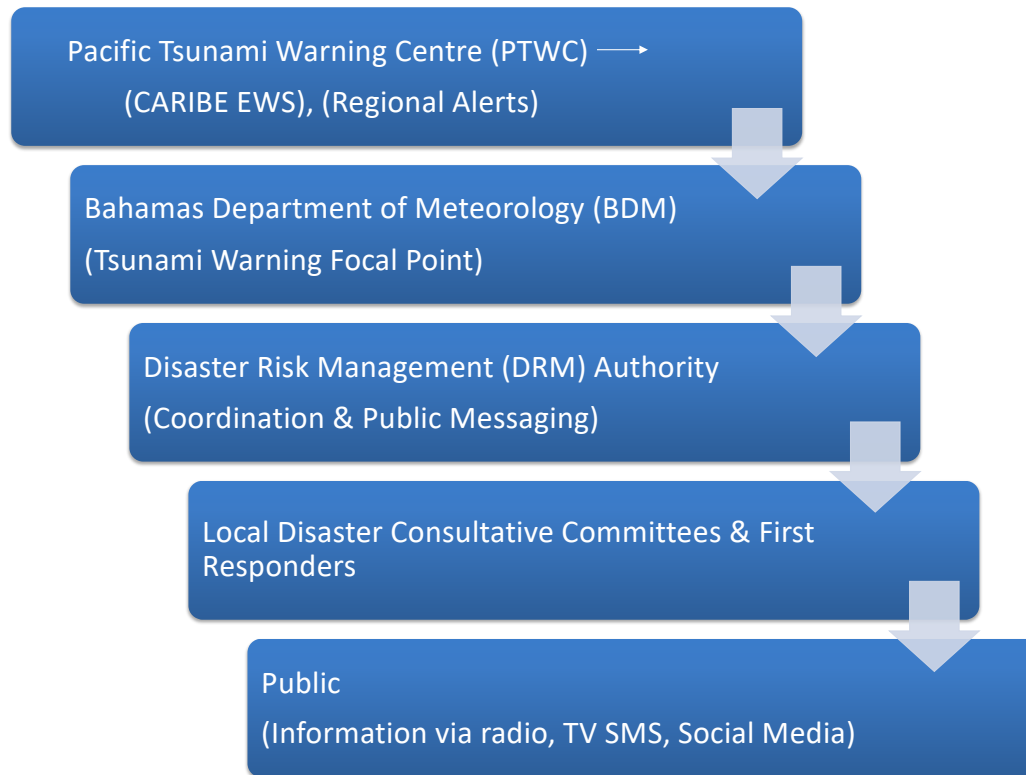 Pacific Tsunami Warning Centre (PTWC) →
(CARIBE EWS), (Regional Alerts)
Bahamas Department of Meteorology (BDM)
(Tsunami Warning Focal Point)
Disaster Risk Management (DRM) Authority
(Coordination & Public Messaging)
Local Disaster Consultative Committees & First
Responders
Public
(Information via radio, TV SMS, Social Media)